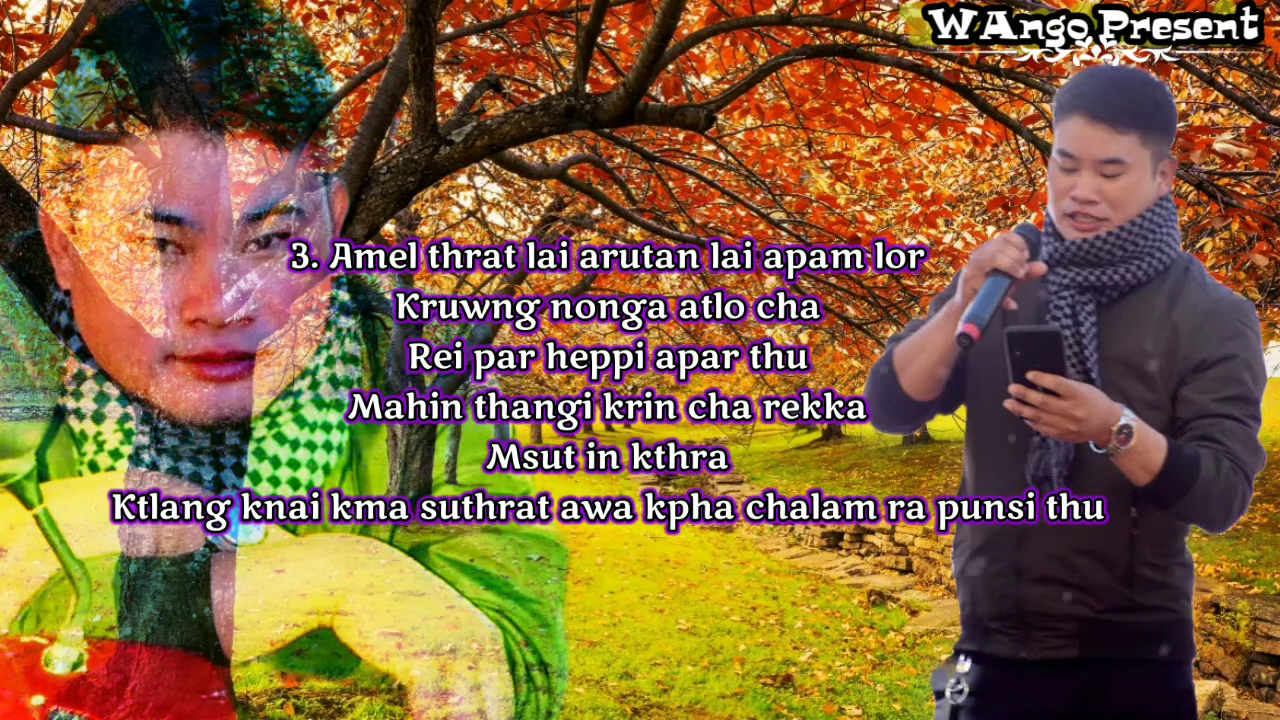 WAngo Present
3. Amel thrat lai arutan lai apam lor
Kruwng nonga atlo cha
Rei par heppi apar thu
Mahin thangi krin cha rekka
Msut in kthra
Ktlang knai kma suthrat awa kpha chalam ra punsi thu